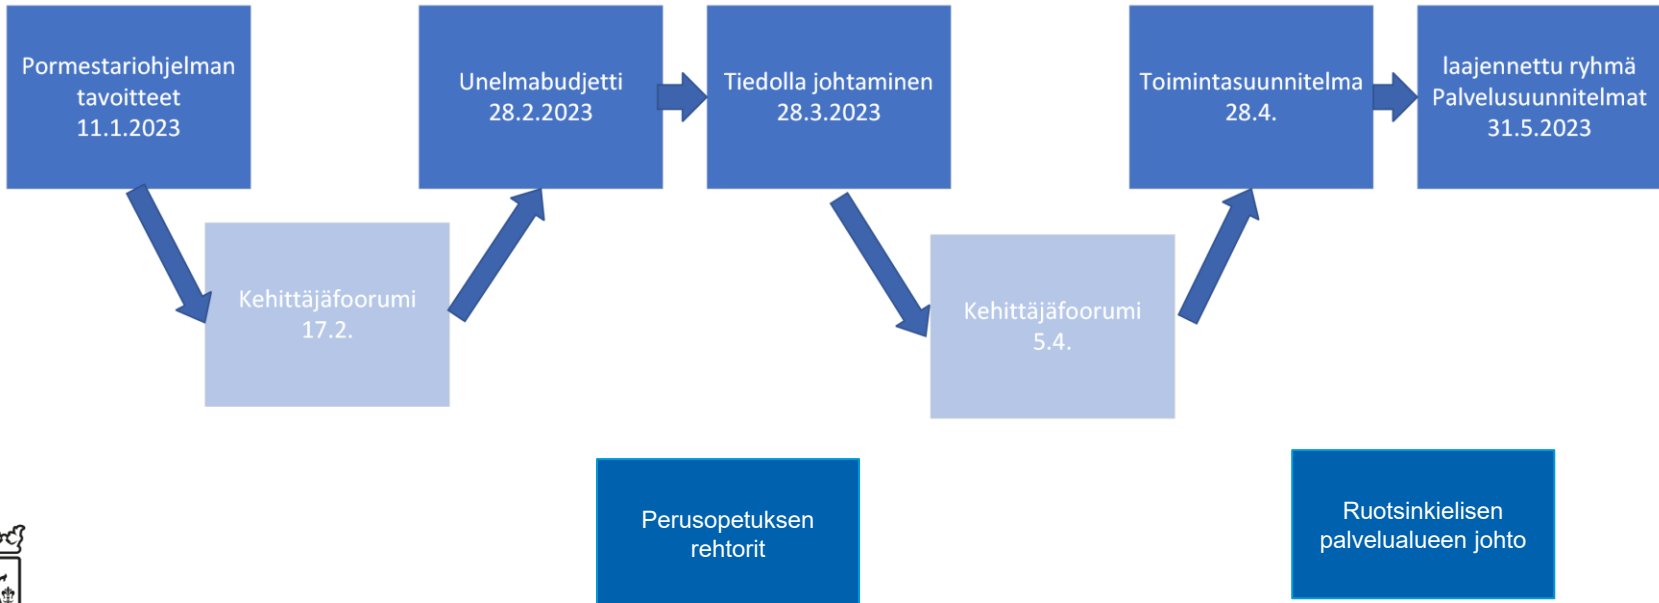 Pormestariohjelman
tavoitteet
11.1.2023
Kehittäjäfoorumi
17.2.
Unelmabudjetti
28.2.2023
Tiedolla johtaminen
28.3.2023
Kehittäjäfoorumi
5.4.
Toimintasuunnitelma
28.4.
laajennettu ryhmä
Palvelusuunnitelmat
31.5.2023
Perusopetuksen
rehtorit
Ruotsinkielisen
palvelualueen johto